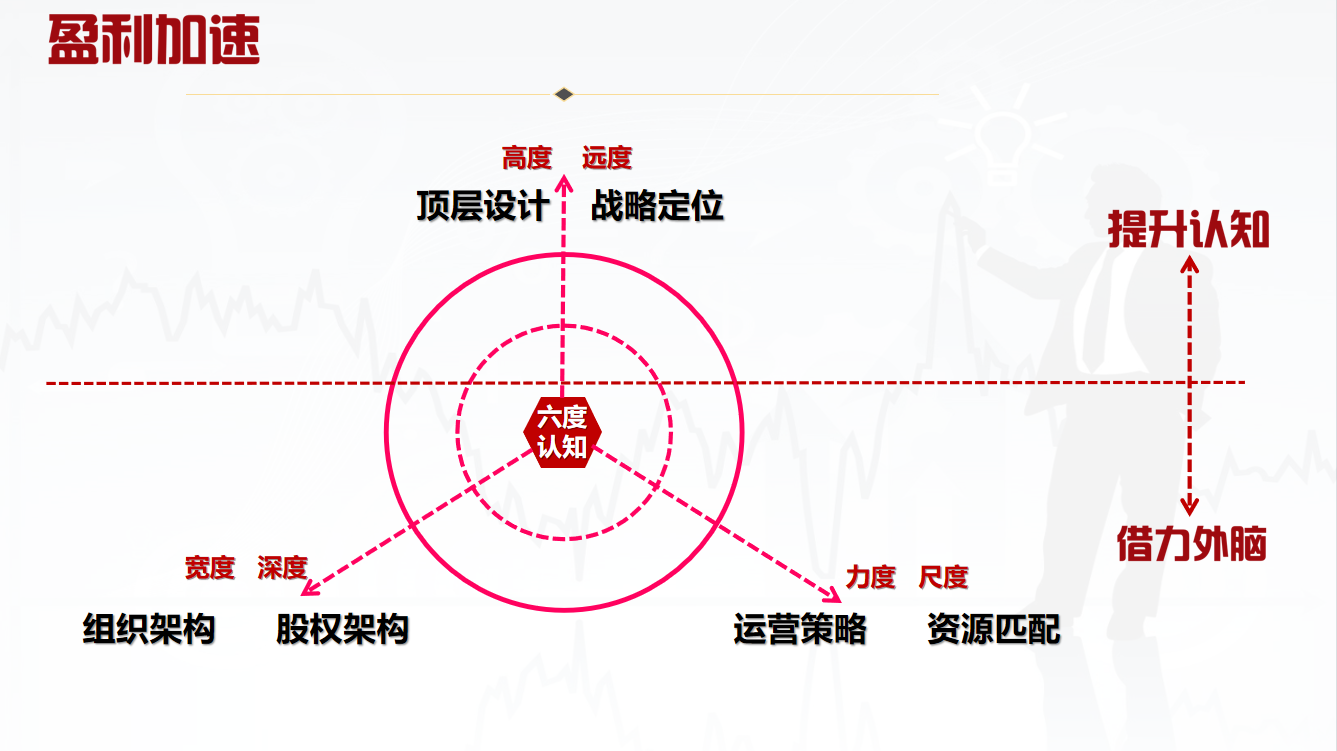 盈利加速
高度 远度
顶层设计 战略定位
提升认知
六度
认知
借力外脑
宽度 深度
力度 尺度
组织架构 股权架构
运营策略 资源匹配